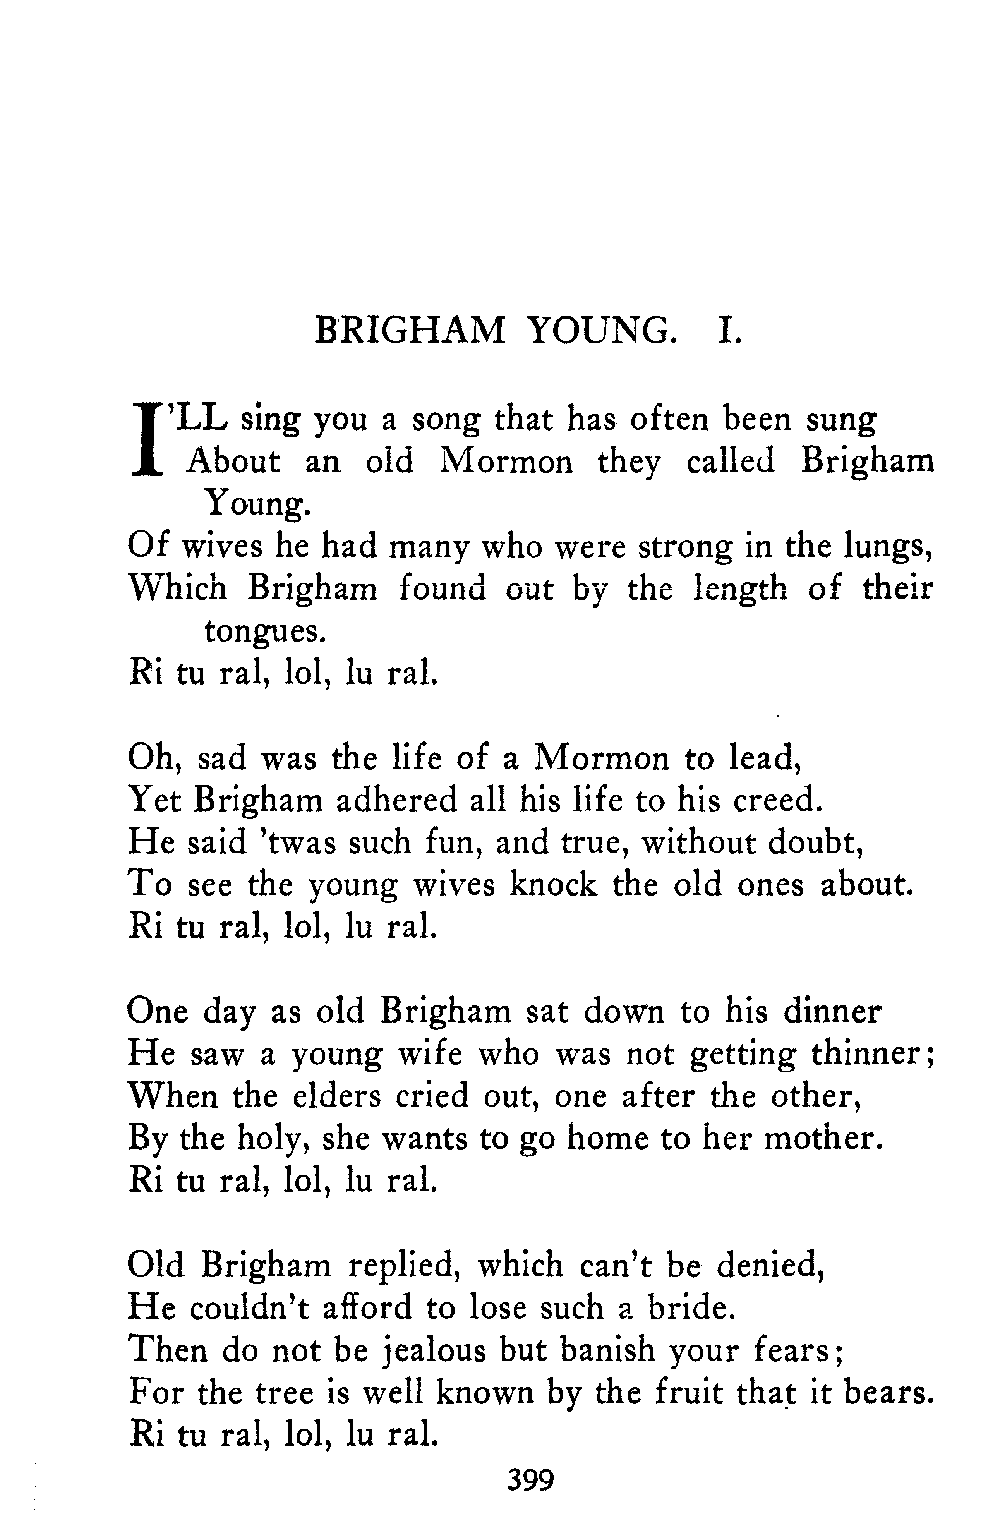 BRIGHAM YOUNG. I.
I'LL sing you a song that has often been sung
About an old Mormon they called Brigham
Young.
Of wives he had many who were strong in the lungs,
Which Brigham found out by the length of their
tongues.
Ri tu ral, lol, lu ral.
Oh, sad was the life of a Mormon to lead,
Yet Brigham adhered all his life to his creed.
He said 'twas such fun, and true, without doubt,
To see the young wives knock the old ones about.
Ri tu ral, lol, lu ral.
One day as old Brigham sat down to his dinner
He saw a young wife who was not getting thinner;
When the elders cried out, one after the other,
By the holy, she wants to go home to her mother.
Ri tu ral, lol, lu ral.
Old Brigham replied, which can't be denied,
He couldn't afford to lose such a bride.
Then do not be jealous but banish your fears;
For the tree is well known by the fruit that it bears.
Ri tu ral, lol, lu ral.
399